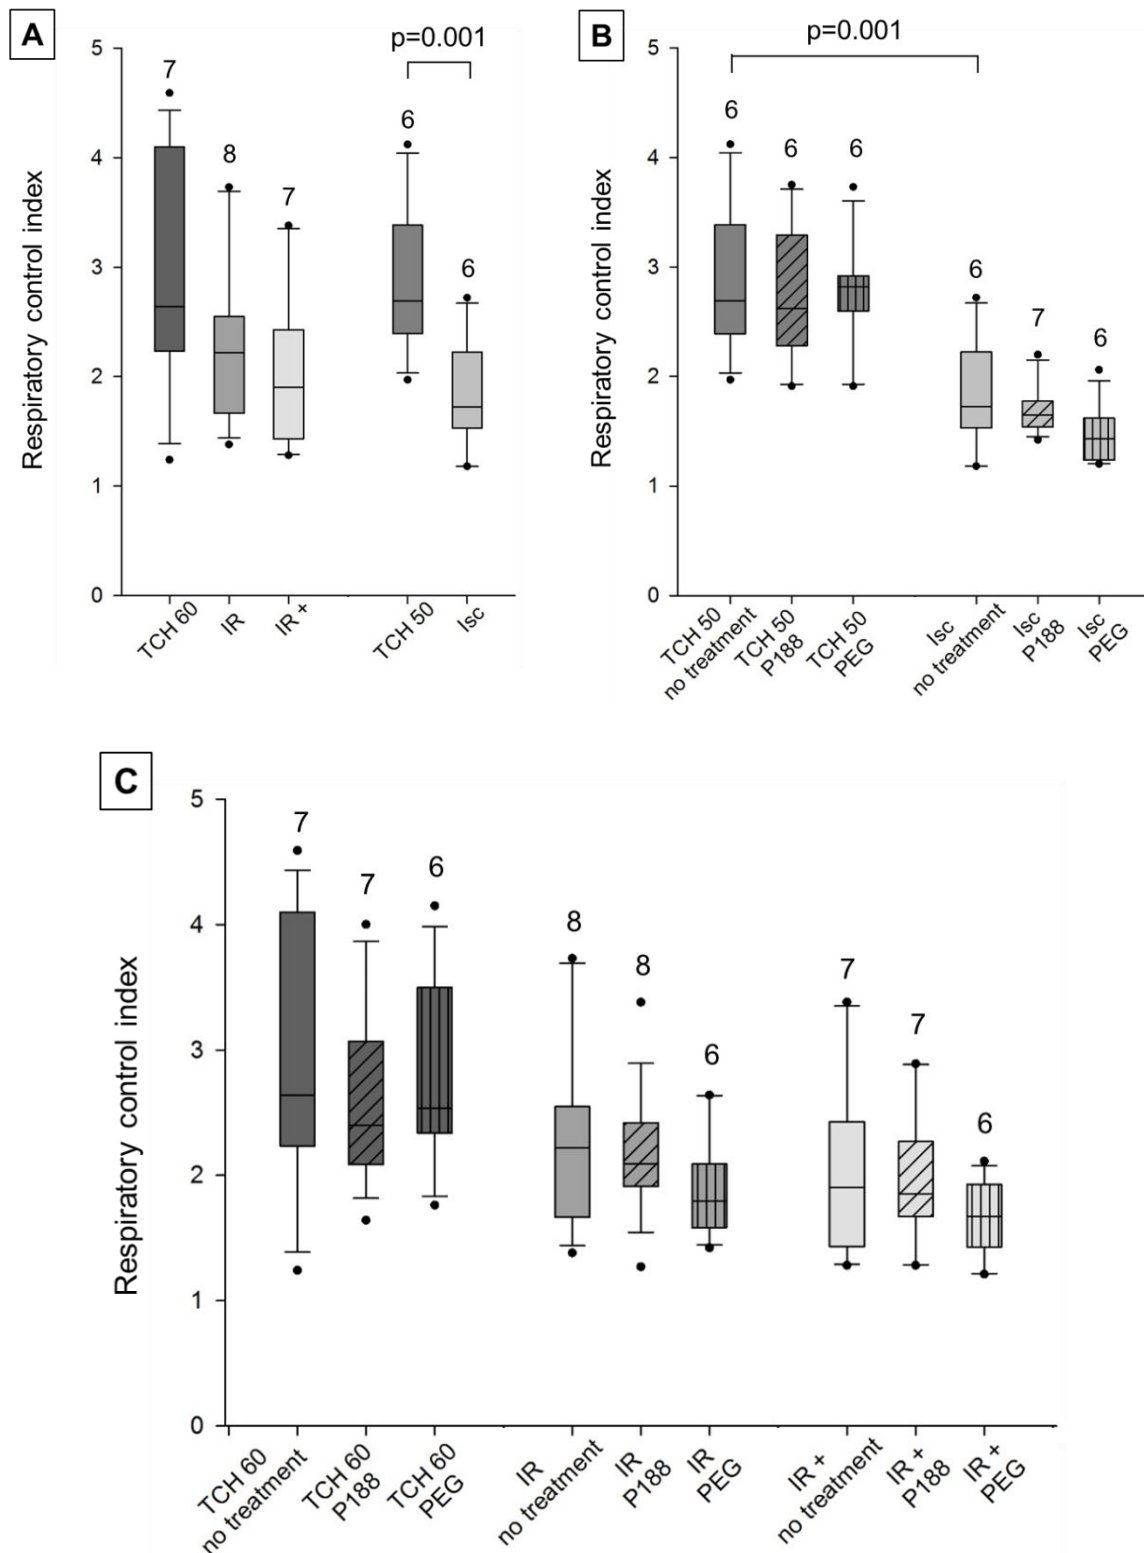 A
p=0.001
5
4
3
2
1
0
Respiratory control index
7
8
7
6
6
TCH 60
IR
IR +
TCH 50
Isc
B
p=0.001
5
4
3
2
1
0
Respiratory control index
6
6
6
6
7
6
TCH 50
no treatment
TCH 50
P188
TCH 50
PEG
Isc
no treatment
Isc
P188
Isc
PEG
C
5
4
3
2
1
0
Respiratory control index
7
7
6
8
8
6
7
7
6
TCH 60
no treatment
TCH 60
P188
TCH 60
PEG
IR
no treatment
IR
P188
IR
PEG
IR +
no treatment
IR +
P188
IR +
PEG